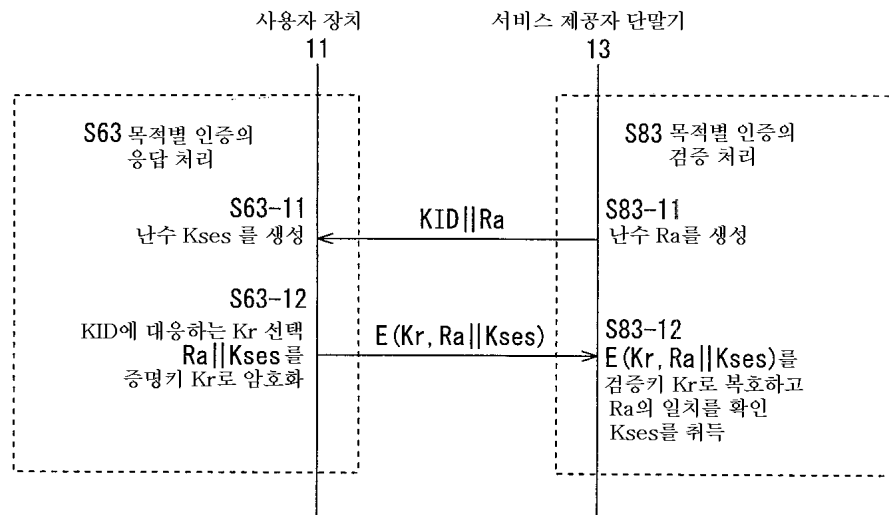 사용자 장치
11
서비스 제공자 단말기
13
S63 목적별 인증의
응답 처리
S83 목적별 인증의
검증 처리
S63-11
난수 Kses 를 생성
KID||Ra
S83-11
난수 Ra를 생성
S63-12
KID에 대응하는 Kr 선택
Ra||Kses를
증명키 Kr로 암호화
E(Kr, Ra||Kses)
S83-12
E(Kr, Ra||Kses)를
검증키 Kr로 복호하고
Ra의 일치를 확인
Kses를 취득